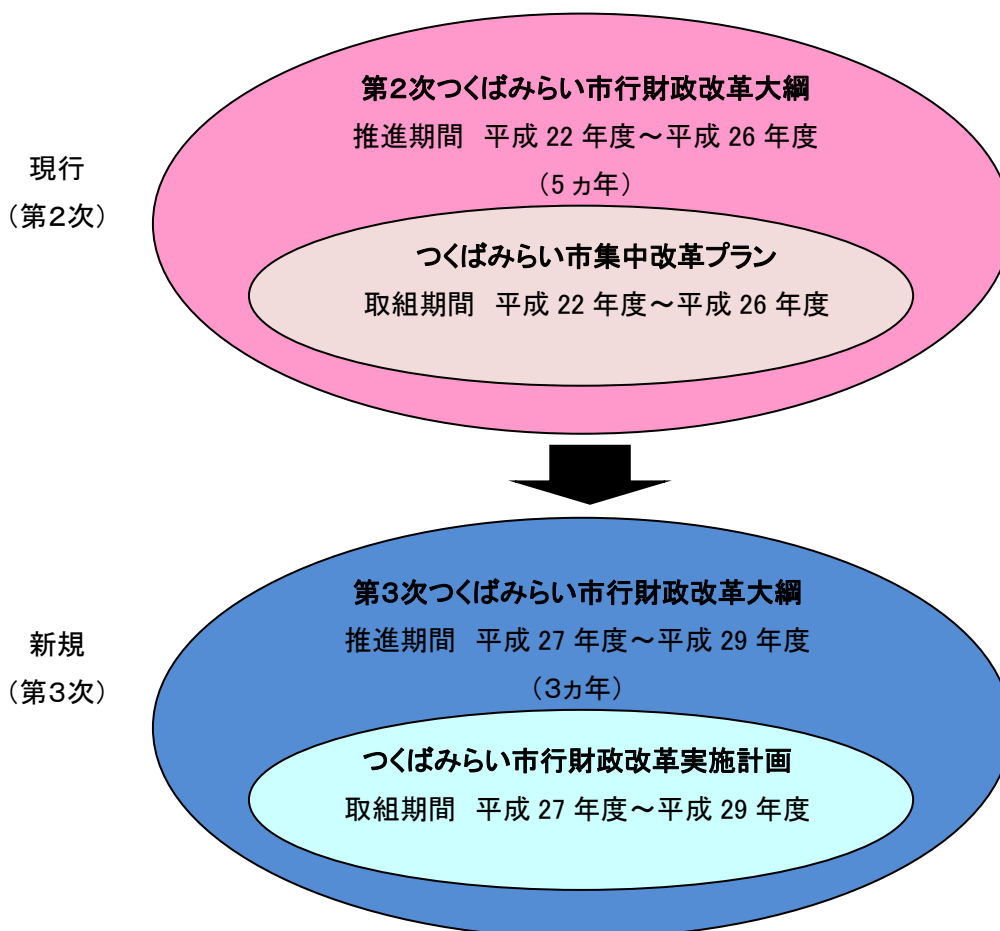 第2次つくばみらい市行財政改革大綱
推進期間　平成 22 年度～平成 26 年度
（5ヵ年）
現行
（第2次）
つくばみらい市集中改革プラン
取組期間　平成 22 年度～平成 26 年度
第3次つくばみらい市行財政改革大綱
推進期間　平成 27 年度～平成 29 年度
（3ヵ年）
新規
（第3次）
つくばみらい市行財政改革実施計画
取組期間　平成 27 年度～平成 29 年度